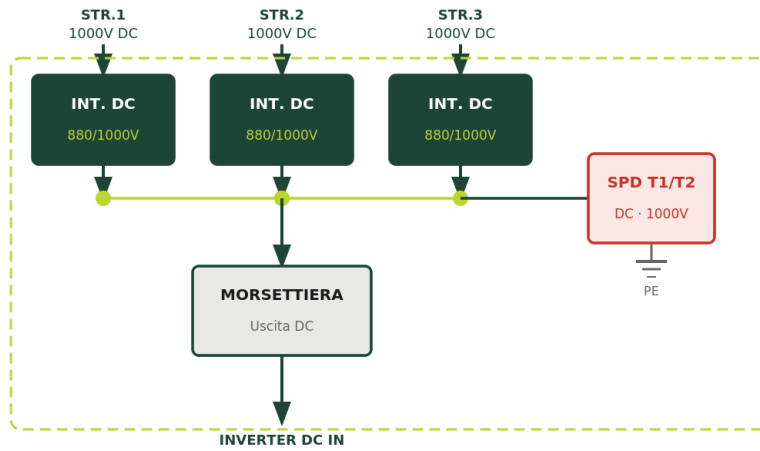 STR.1
1000V DC
STR.2
1000V DC
STR.3
1000V DC
INT. DC
880/1000V
INT. DC
880/1000V
INT. DC
880/1000V
SPD T1/T2
DC · 1000V
PE
MORSETTIERA
Uscita DC
INVERTER DC IN